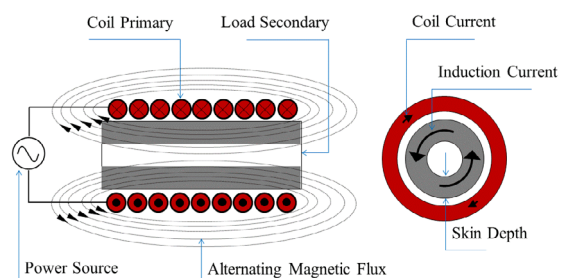 Coil Primary
Load Secondary
Coil Current
Induction Current
Skin Depth
Power Source
Alternating Magnetic Flux